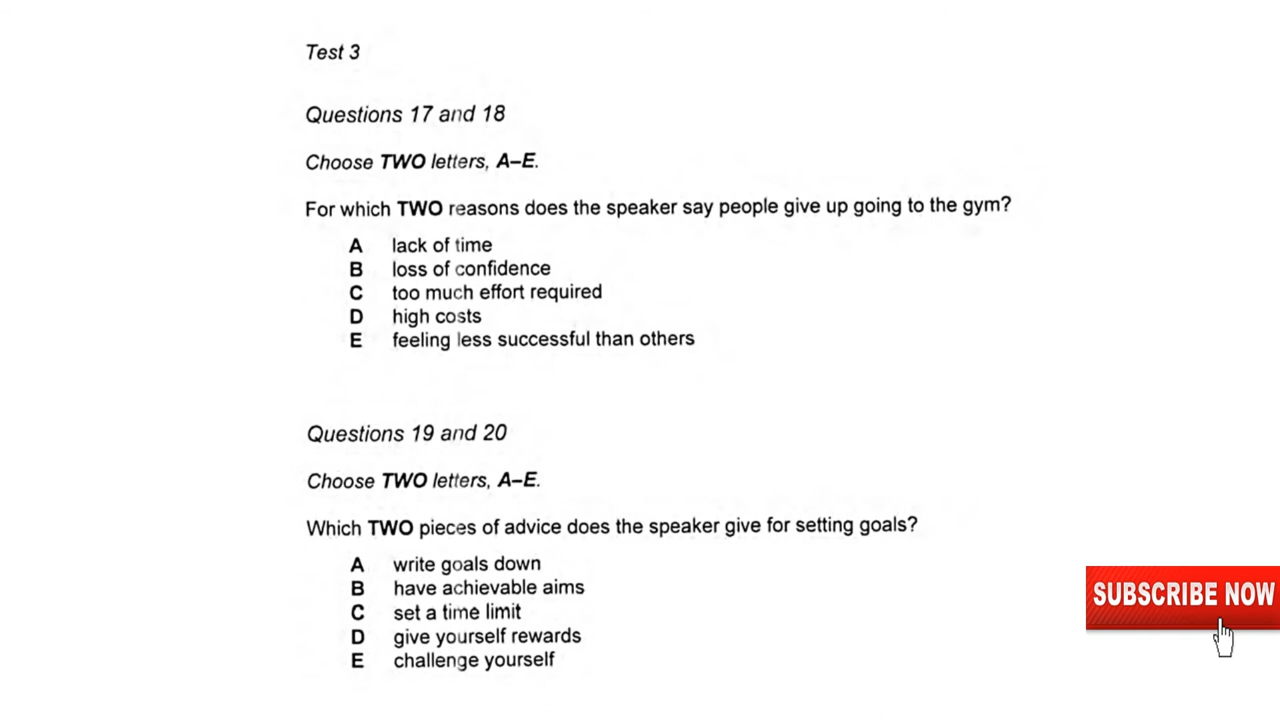 Test 3
Questions 17 and 18
Choose TWO letters, A–E.
For which TWO reasons does the speaker say people give up going to the gym?
A lack of time
B loss of confidence
C too much effort required
D high costs
E feeling less successful than others
Questions 19 and 20
Choose TWO letters, A–E.
Which TWO pieces of advice does the speaker give for setting goals?
A write goals down
B have achievable aims
C set a time limit
D give yourself rewards
E challenge yourself
SUBSCRIBE NOW